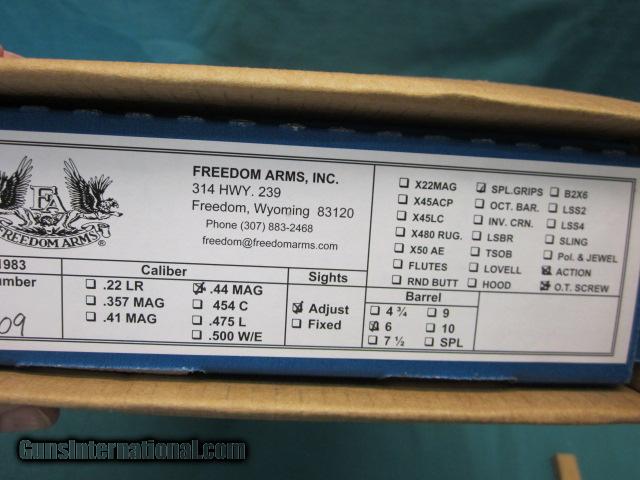 FA
FREEDOM ARMS®
FREEDOM ARMS, INC.
314 HWY. 239
Freedom, Wyoming 83120
Phone (307) 883-2468
freedom@freedomarms.com
X22MAG
X45ACP
X45LC
X480 RUG.
X50 AE
FLUTES
RND BUTT
SPL.GRIPS
OCT. BAR.
INV. CRN.
LSBR
TSOB
LOVELL
HOOD
B2X6
LSS2
LSS4
SLING
Pol. & JEWEL
ACTION
O.T. SCREW
1983
Caliber
.22 LR
.357 MAG
.41 MAG
.44 MAG
.454 C
.475 L
.500 W/E
Sights
Adjust
Fixed
Barrel
4 ¾
6
7 ½
9
10
SPL
09
GunsInternational.com